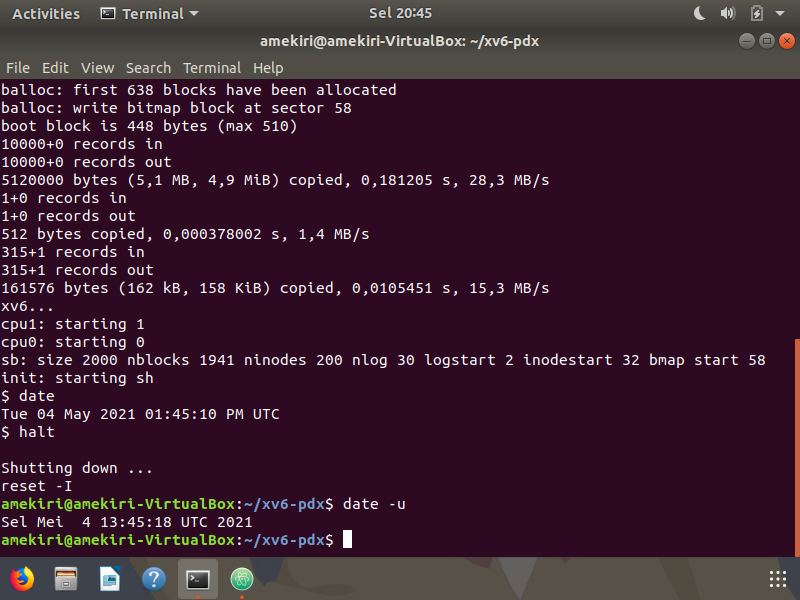 Activities Terminal Sel 20:45
amekiri@amekiri-VirtualBox: ~/xv6-pdx
File Edit View Search Terminal Help
balloc: first 638 blocks have been allocated
balloc: write bitmap block at sector 58
boot block is 448 bytes (max 510)
10000+0 records in
10000+0 records out
5120000 bytes (5,1 MB, 4,9 MiB) copied, 0,181205 s, 28,3 MB/s
1+0 records in
1+0 records out
512 bytes copied, 0,000378002 s, 1,4 MB/s
315+1 records in
315+1 records out
161576 bytes (162 kB, 158 KiB) copied, 0,0105451 s, 15,3 MB/s
xv6...
cpu1: starting 1
cpu0: starting 0
sb: size 2000 nblocks 1941 ninodes 200 nlog 30 logstart 2 inodestart 32 bmap start 58
init: starting sh
$ date
Tue 04 May 2021 01:45:10 PM UTC
$ halt
Shutting down ...
reset -I
amekiri@amekiri-VirtualBox:~/xv6-pdx$ date -u
Sel Mei  4 13:45:18 UTC 2021
amekiri@amekiri-VirtualBox:~/xv6-pdx$